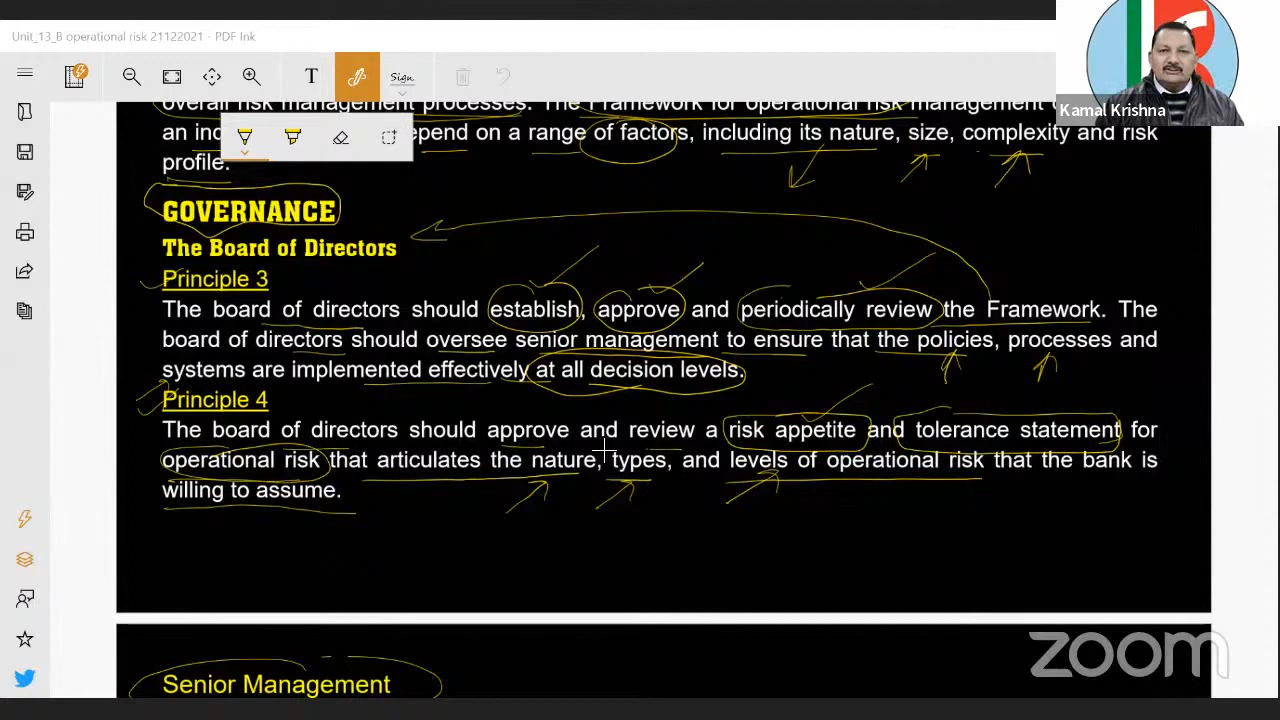 Unit_13_B operational risk 21122021 - PDF Ink
T
Sign
Kamal Krishna
overall risk management processes. The Framework for operational risk management
an epend on a range of factors, including its nature, size, complexity and risk
profile.
GOVERNANCE
The Board of Directors
Principle 3
The board of directors should establish, approve and periodically review the Framework. The
board of directors should oversee senior management to ensure that the policies, processes and
systems are implemented effectively at all decision levels.
Principle 4
The board of directors should approve and review a risk appetite and tolerance statement for
operational risk that articulates the nature, types, and levels of operational risk that the bank is
willing to assume.
zoom
Senior Management